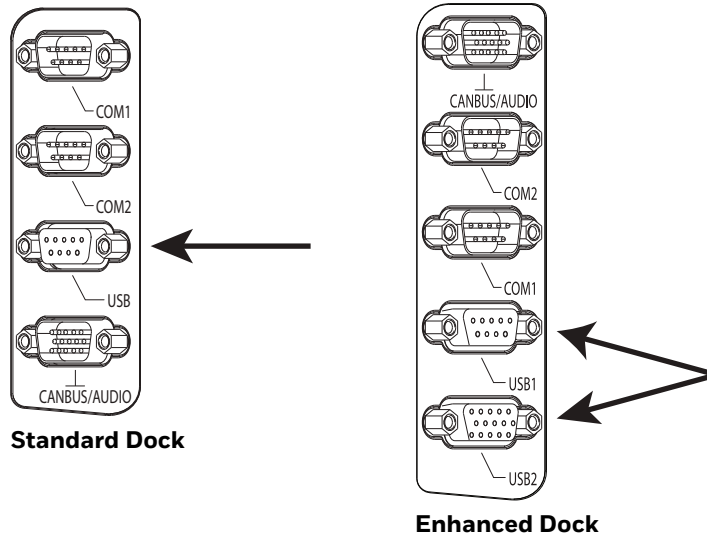 COM1
COM2
USB
CANBUS/AUDIO
Standard Dock
CANBUS/AUDIO
COM2
COM1
USB1
USB2
Enhanced Dock